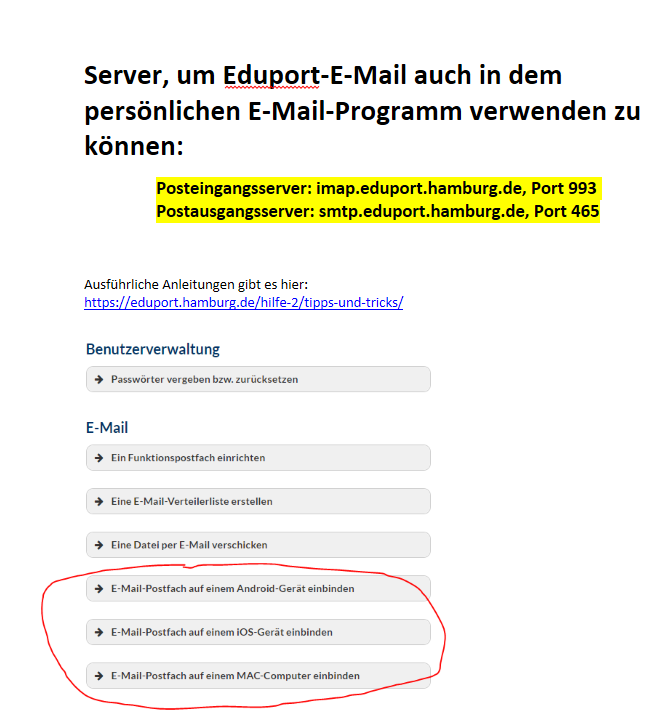 Server, um Eduport-E-Mail auch in dem
persönlichen E-Mail-Programm verwenden zu
können:
Posteingangsserver: imap.eduport.hamburg.de, Port 993
Postausgangsserver: smtp.eduport.hamburg.de, Port 465
Ausführliche Anleitungen gibt es hier:
https://eduport.hamburg.de/hilfe-2/tipps-und-tricks/
Benutzerverwaltung
→ Passwörter vergeben bzw. zurücksetzen
E-Mail
→ Ein Funktionspostfach einrichten
→ Eine E-Mail-Verteilerliste erstellen
→ Eine Datei per E-Mail verschicken
→ E-Mail-Postfach auf einem Android-Gerät einbinden
→ E-Mail-Postfach auf einem iOS-Gerät einbinden
→ E-Mail-Postfach auf einem MAC-Computer einbinden